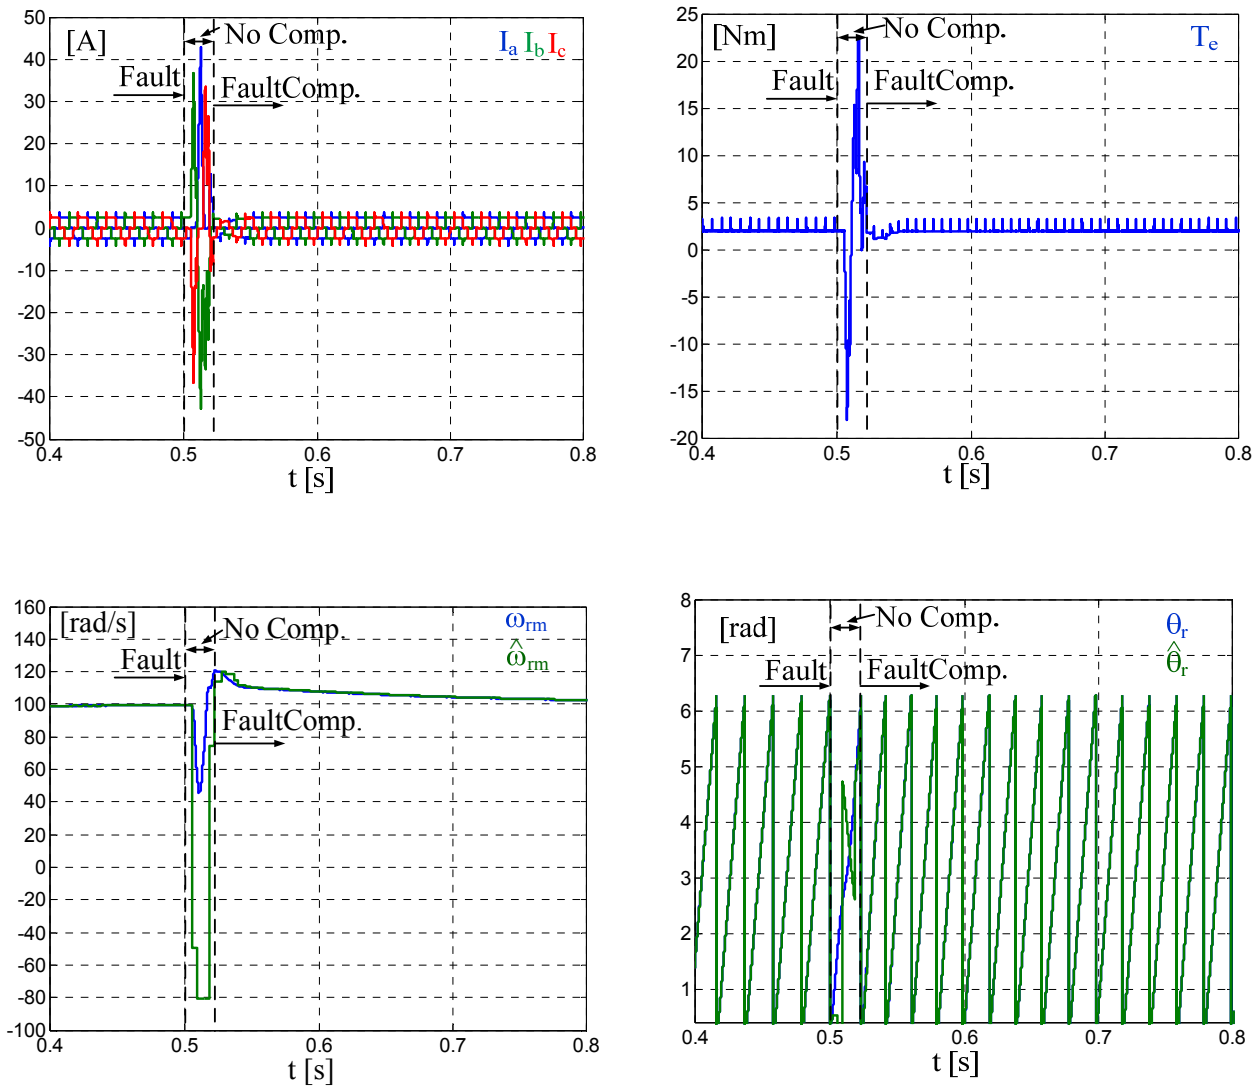 50
40
30
20
10
0
-10
-20
-30
-40
-50
[A]
No Comp.
Ia Ib Ic
Fault
FaultComp.
0.4 0.5 0.6 0.7 0.8
t [s]
25
20
15
10
5
0
-5
-10
-15
-20
[Nm]
No Comp.
Te
Fault
FaultComp.
0.4 0.5 0.6 0.7 0.8
t [s]
160
140
120
100
80
60
40
20
0
-20
-40
-60
-80
-100
[rad/s]
No Comp.
ωrm
ω̂rm
Fault
FaultComp.
0.4 0.5 0.6 0.7 0.8
t [s]
8
7
6
5
4
3
2
1
[rad]
No Comp.
θr
θ̂r
Fault
FaultComp.
0.4 0.5 0.6 0.7 0.8
t [s]